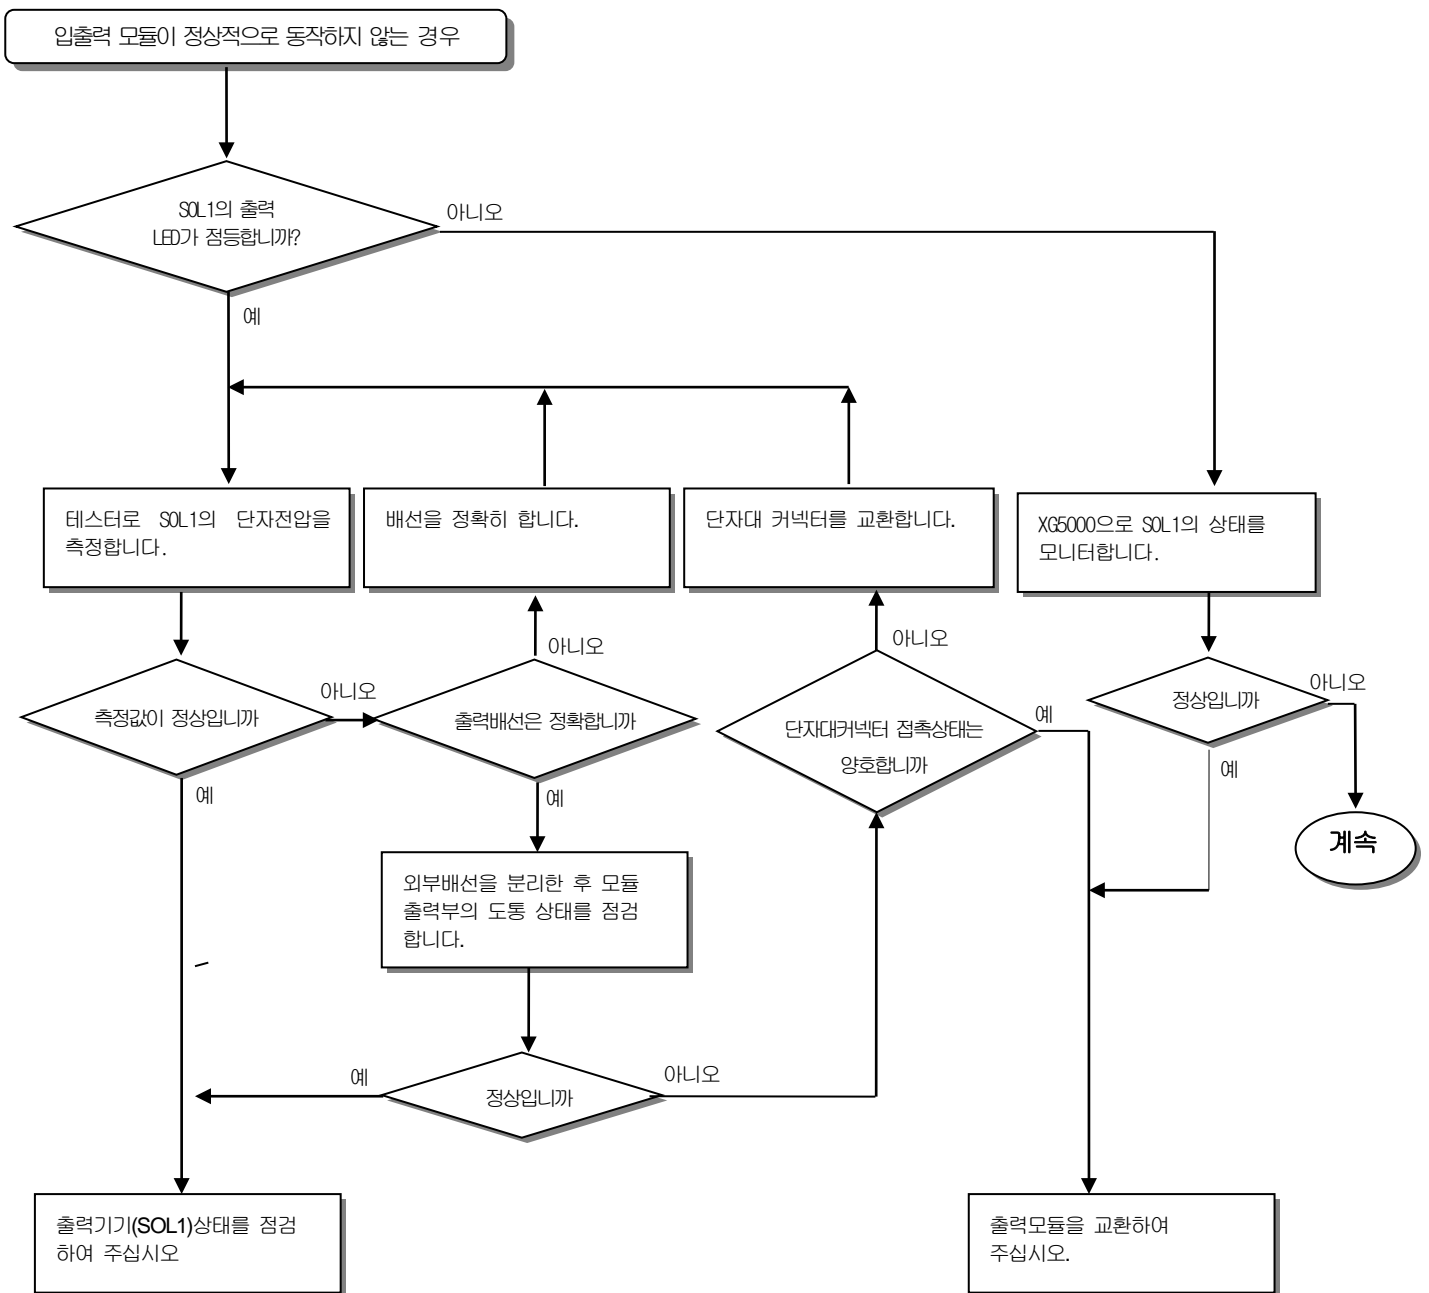 입출력 모듈이 정상적으로 동작하지 않는 경우
SOL1의 출력
LED가 점등합니까?
아니오
예
테스터로 SOL1의 단자전압을
측정합니다.
배선을 정확히 합니다.
단자대 커넥터를 교환합니다.
XG5000으로 SOL1의 상태를
모니터합니다.
아니오
아니오
측정값이 정상입니까
아니오
출력배선은 정확합니까
단자대커넥터 접촉상태는
양호합니까
예
정상입니까
아니오
예
예
예
계속
외부배선을 분리한 후 모듈
출력부의 도통 상태를 점검
합니다.
예
정상입니까
아니오
출력기기(SOL1)상태를 점검
하여 주십시오
출력모듈을 교환하여
주십시오.